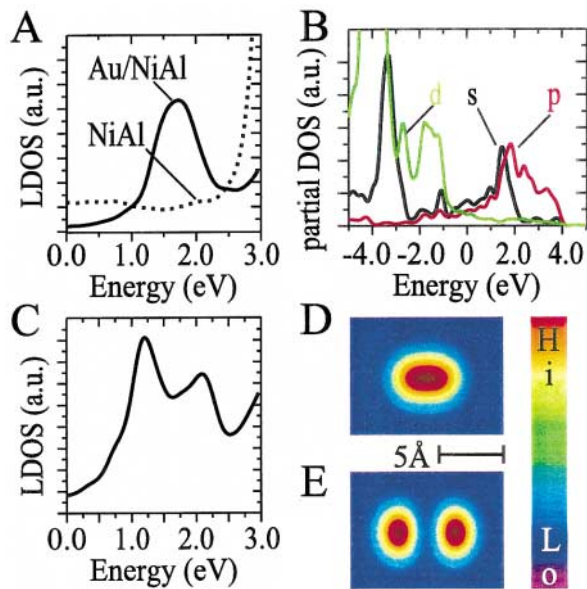 A
LDOS (a.u.)
Au/NiAl
NiAl
0.0 1.0 2.0 3.0
Energy (eV)
B
partial DOS
d
s
p
-4.0 -2.0 0 2.0 4.0
Energy (eV)
C
LDOS (a.u.)
0.0 1.0 2.0 3.0
Energy (eV)
D
5Å
E
H
i
L
o